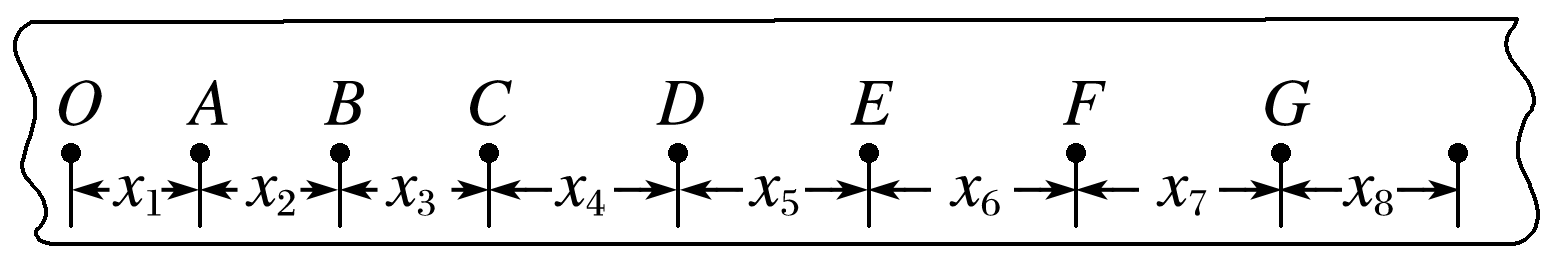 O A B C D E F G
x₁ x₂ x₃ x₄ x₅ x₆ x₇ x₈